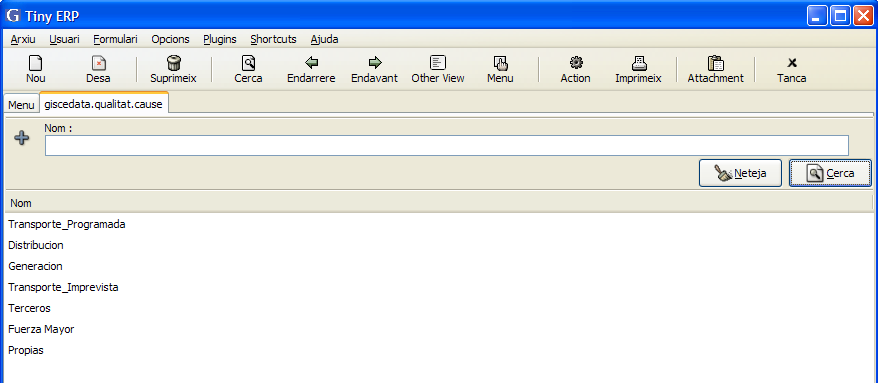 G Tiny ERP
Arxiu Usuari Formulari Opcions Plugins Shortcuts Ajuda
Nou Desa Suprimeix Cerca Endarrere Endavant Other View Menu Action Imprimeix Attachment Tanca
Menu giscedata.qualitat.cause
Nom :
Neteja Cerca
Nom
Transporte_Programada
Distribucion
Generacion
Transporte_Imprevista
Terceros
Fuerza Mayor
Propias